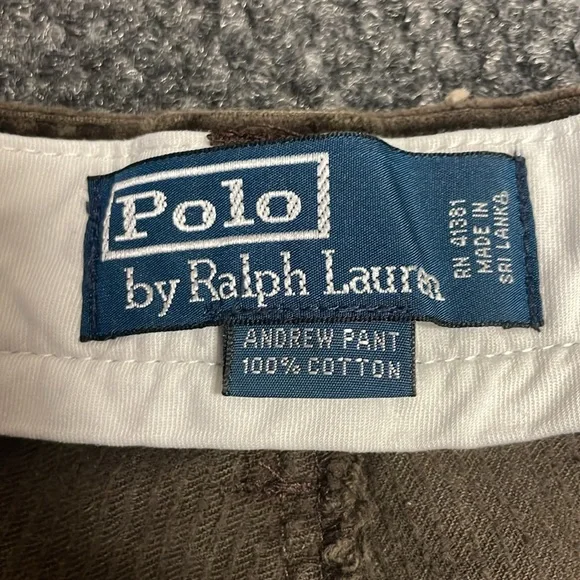 Polo
by Ralph Lauren
RN 41381
MADE IN
SRI LANKA
ANDREW PANT
100% COTTON